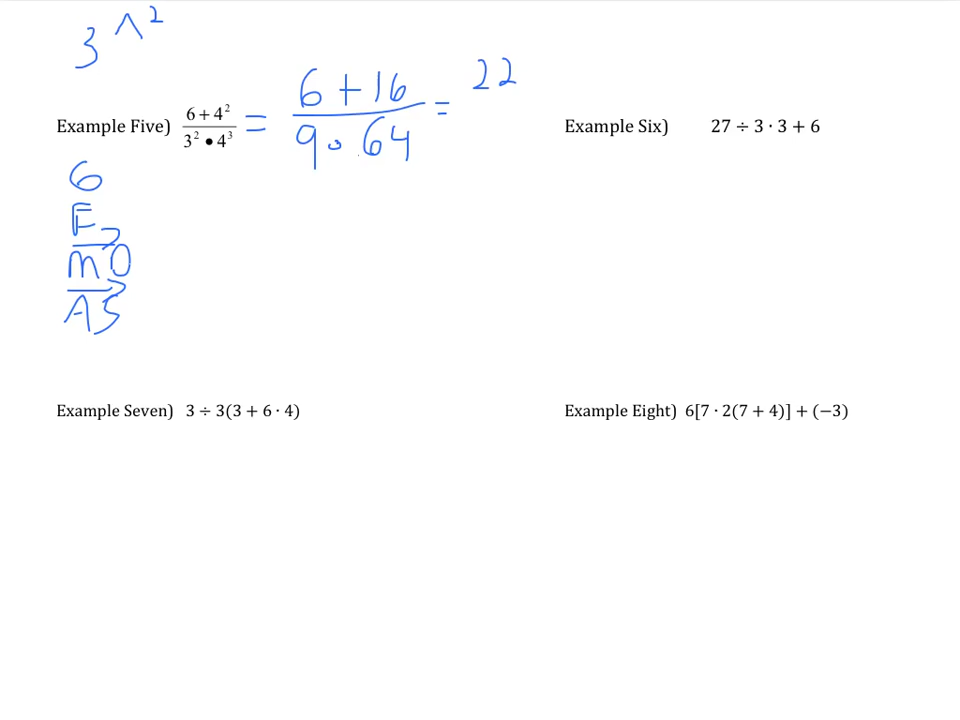 3 ^ 2
Example Five) (6 + 4²)/(3² • 4³) = (6 + 16)/(9 · 64) = 22
Example Six) 27 ÷ 3 · 3 + 6
G
E
MD
AS
Example Seven) 3 ÷ 3(3 + 6 · 4)
Example Eight) 6[7 · 2(7 + 4)] + (−3)